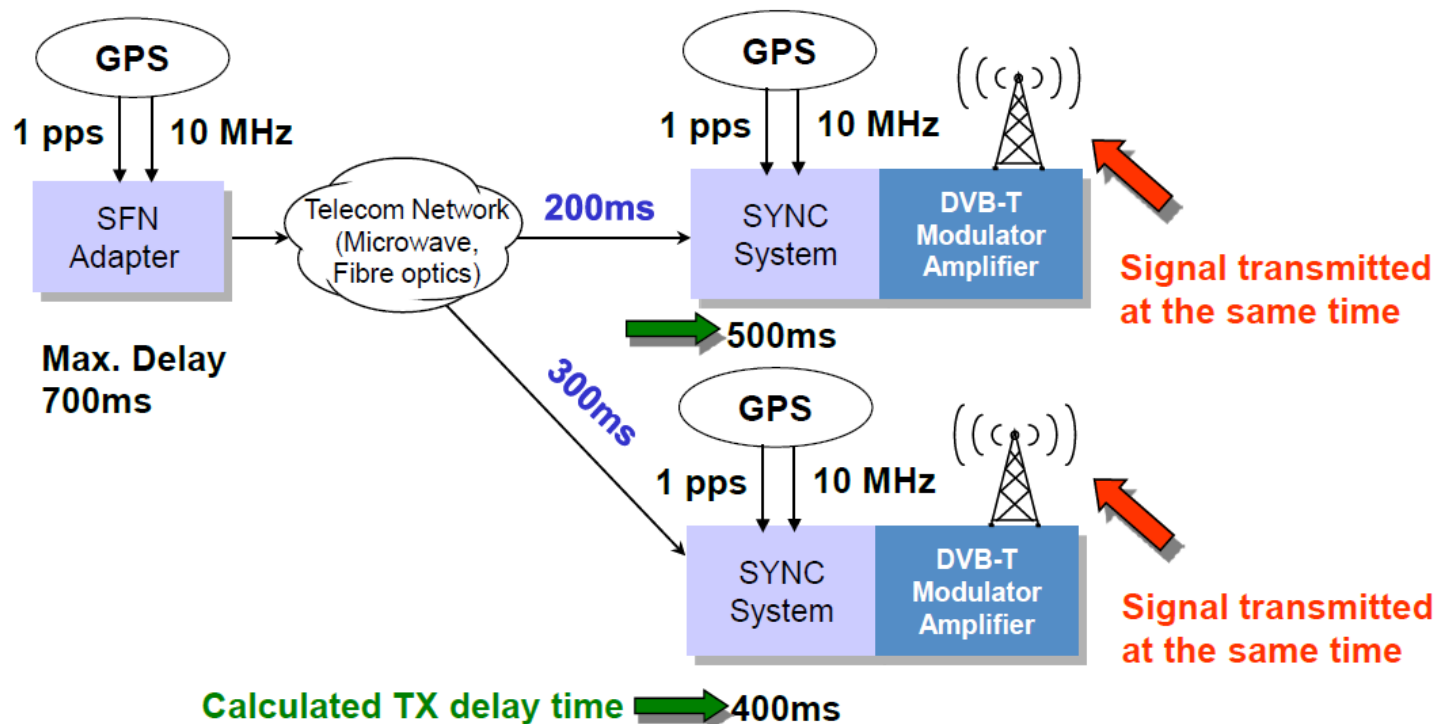 GPS
1 pps
10 MHz
SFN
Adapter
Max. Delay
700ms
Telecom Network
(Microwave,
Fibre optics)
200ms
300ms
GPS
1 pps
10 MHz
SYNC
System
DVB-T
Modulator
Amplifier
Signal transmitted
at the same time
500ms
GPS
1 pps
10 MHz
SYNC
System
DVB-T
Modulator
Amplifier
Signal transmitted
at the same time
Calculated TX delay time
400ms